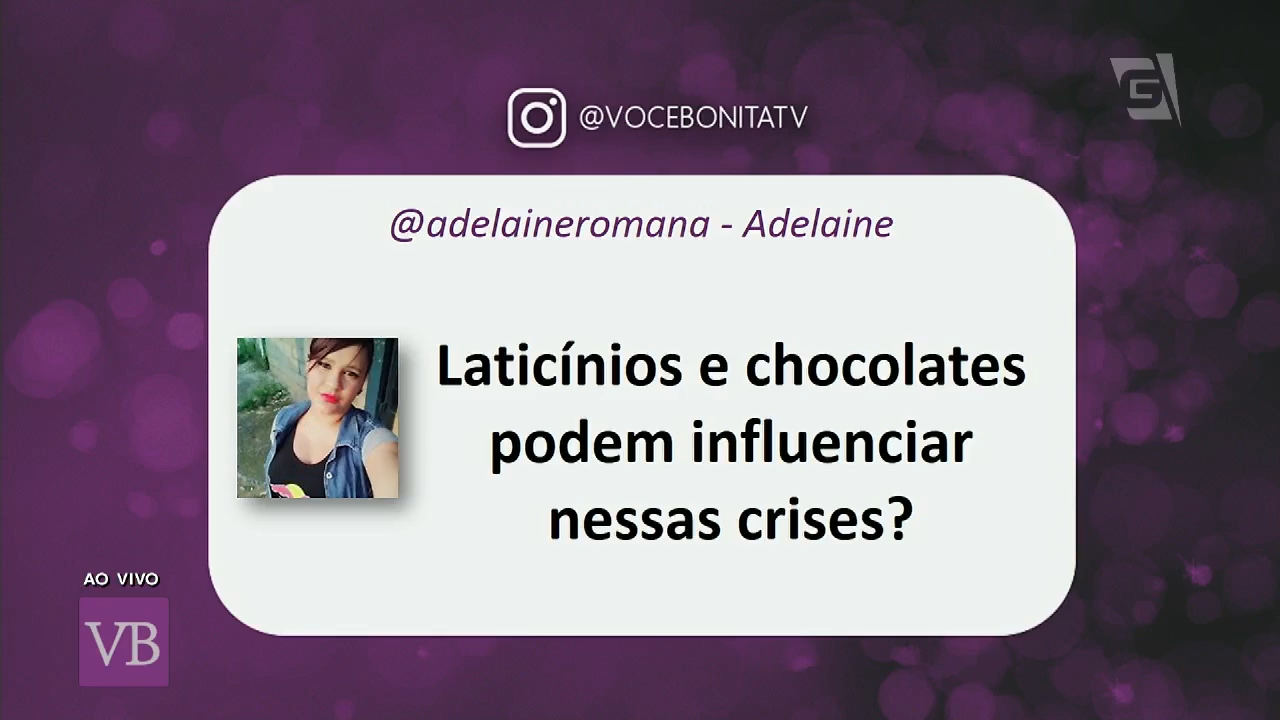 @VOCEBONITATV
@adelaineromana - Adelaine
Laticínios e chocolates
podem influenciar
nessas crises?
AO VIVO
VB
G